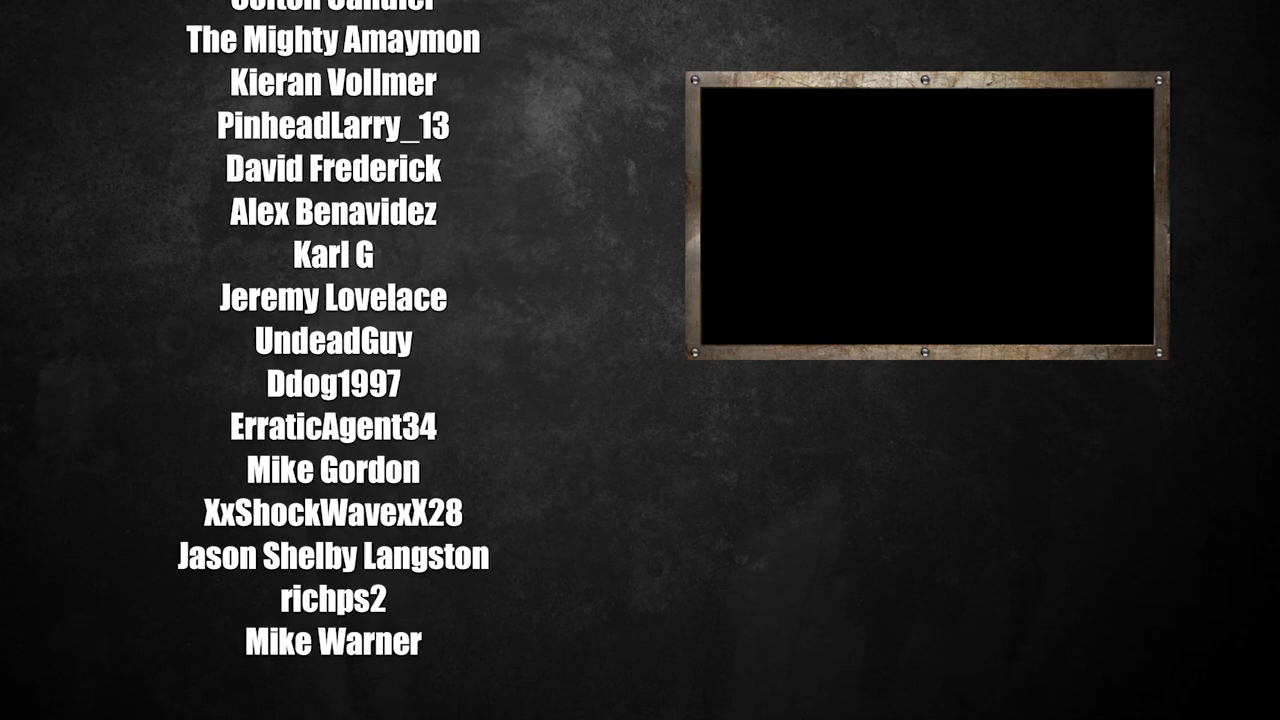 The Mighty Amaymon
Kieran Vollmer
PinheadLarry_13
David Frederick
Alex Benavidez
Karl G
Jeremy Lovelace
UndeadGuy
Ddog1997
ErraticAgent34
Mike Gordon
XxShockWavexX28
Jason Shelby Langston
richps2
Mike Warner